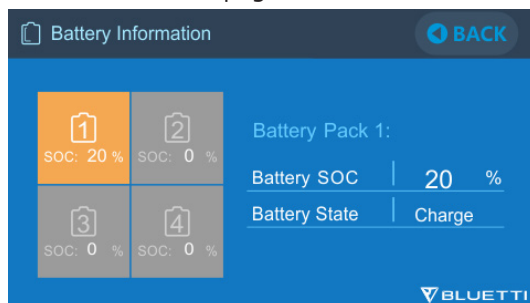 Battery Information
BACK
1
SOC: 20 %
2
SOC: 0 %
3
SOC: 0 %
4
SOC: 0 %
Battery Pack 1:
Battery SOC 20 %
Battery State Charge
BLUETTI